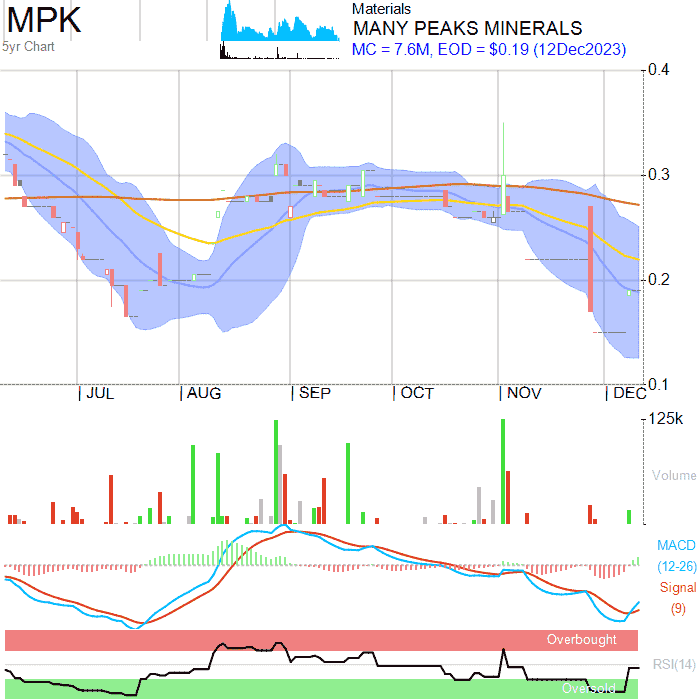 MPK
5yr Chart
Materials
MANY PEAKS MINERALS
MC = 7.6M, EOD = $0.19 (12Dec2023)
0.4
0.3
0.2
0.1
JUL AUG SEP OCT NOV DEC
125k
Volume
MACD
(12-26)
Signal
(9)
Overbought
RSI(14)
Oversold